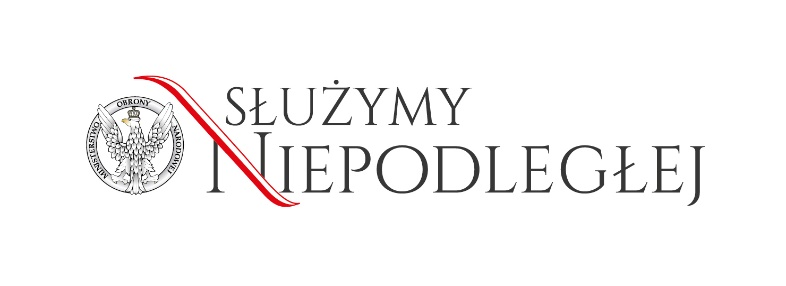 MINISTERSTWO OBRONY NARODOWEJ
SŁUŻYMY
NIEPODLEGŁEJ